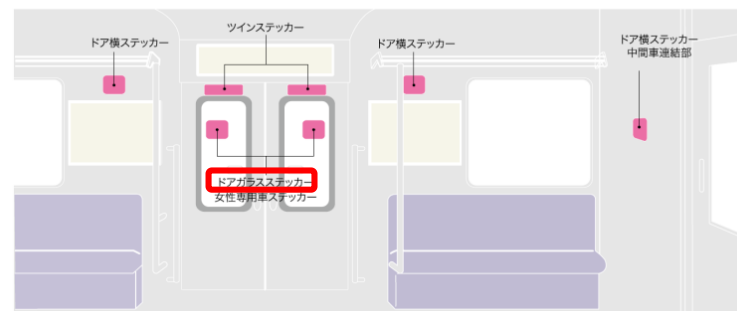 ツインステッカー
ドア横ステッカー
ドア横ステッカー
ドア横ステッカー
中間車連結部
ドアガラスステッカー
女性専用車ステッカー